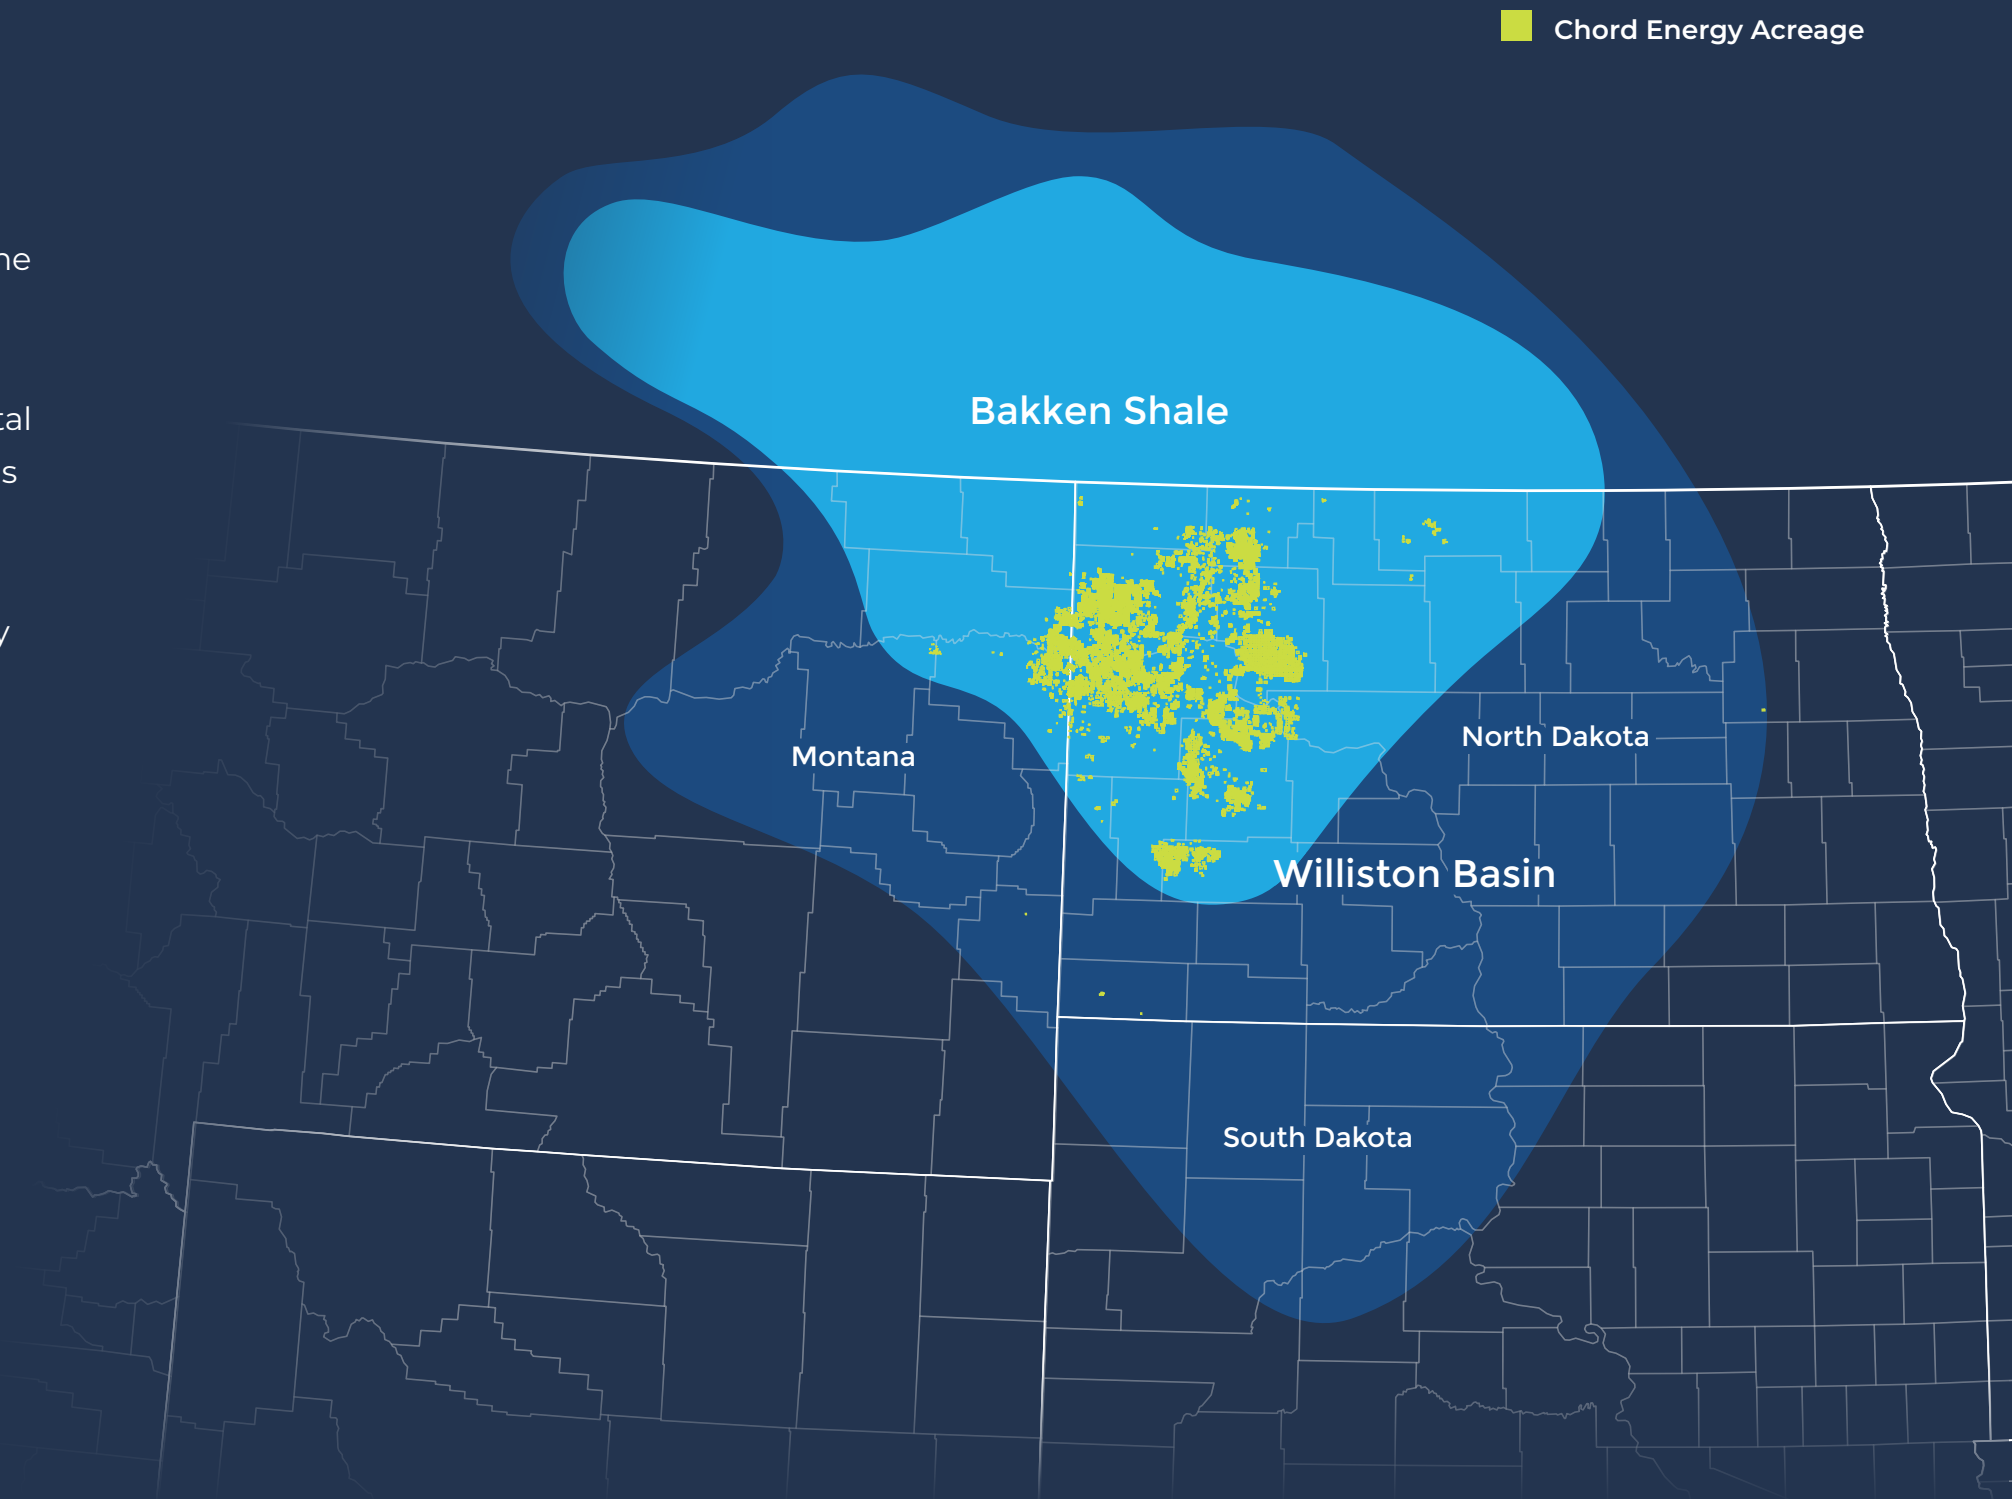 Chord Energy Acreage
Bakken Shale
North Dakota
Montana
Williston Basin
South Dakota